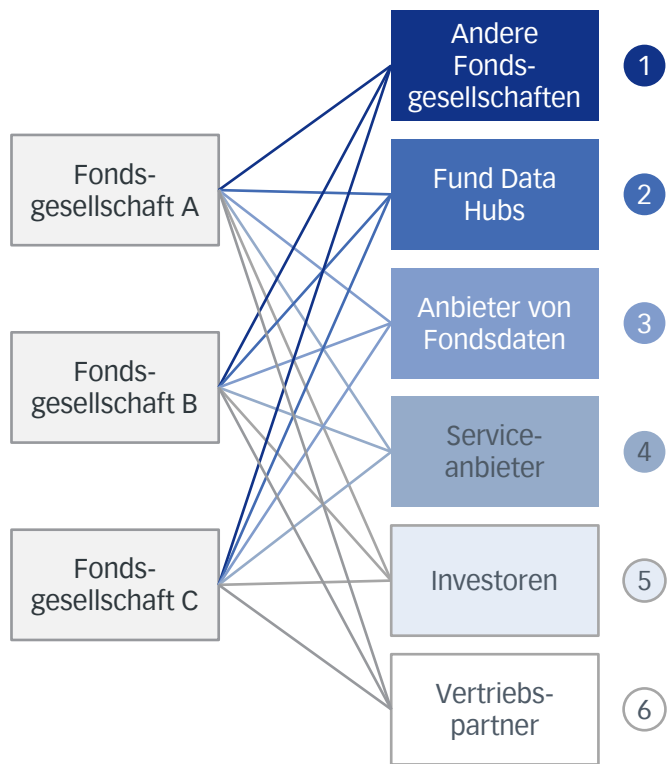 Fonds-
gesellschaft A
Fonds-
gesellschaft B
Fonds-
gesellschaft C
Andere
Fonds-
gesellschaften
1
Fund Data
Hubs
2
Anbieter von
Fondsdaten
3
Service-
anbieter
4
Investoren
5
Vertriebs-
partner
6